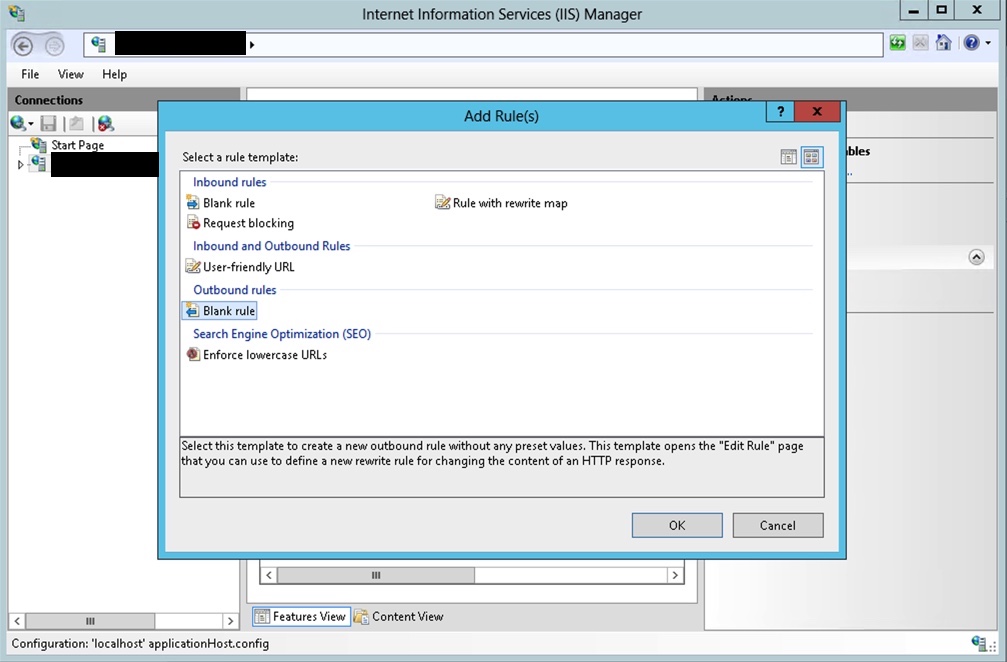 Internet Information Services (IIS) Manager
File View Help
Connections
Actions
Start Page
Add Rule(s)
?
Select a rule template:
Inbound rules
Blank rule
Rule with rewrite map
Request blocking
Inbound and Outbound Rules
User-friendly URL
Outbound rules
Blank rule
Search Engine Optimization (SEO)
Enforce lowercase URLs
Select this template to create a new outbound rule without any preset values. This template opens the "Edit Rule" page
that you can use to define a new rewrite rule for changing the content of an HTTP response.
OK Cancel
bles
...
Features View Content View
Configuration: 'localhost' applicationHost.config